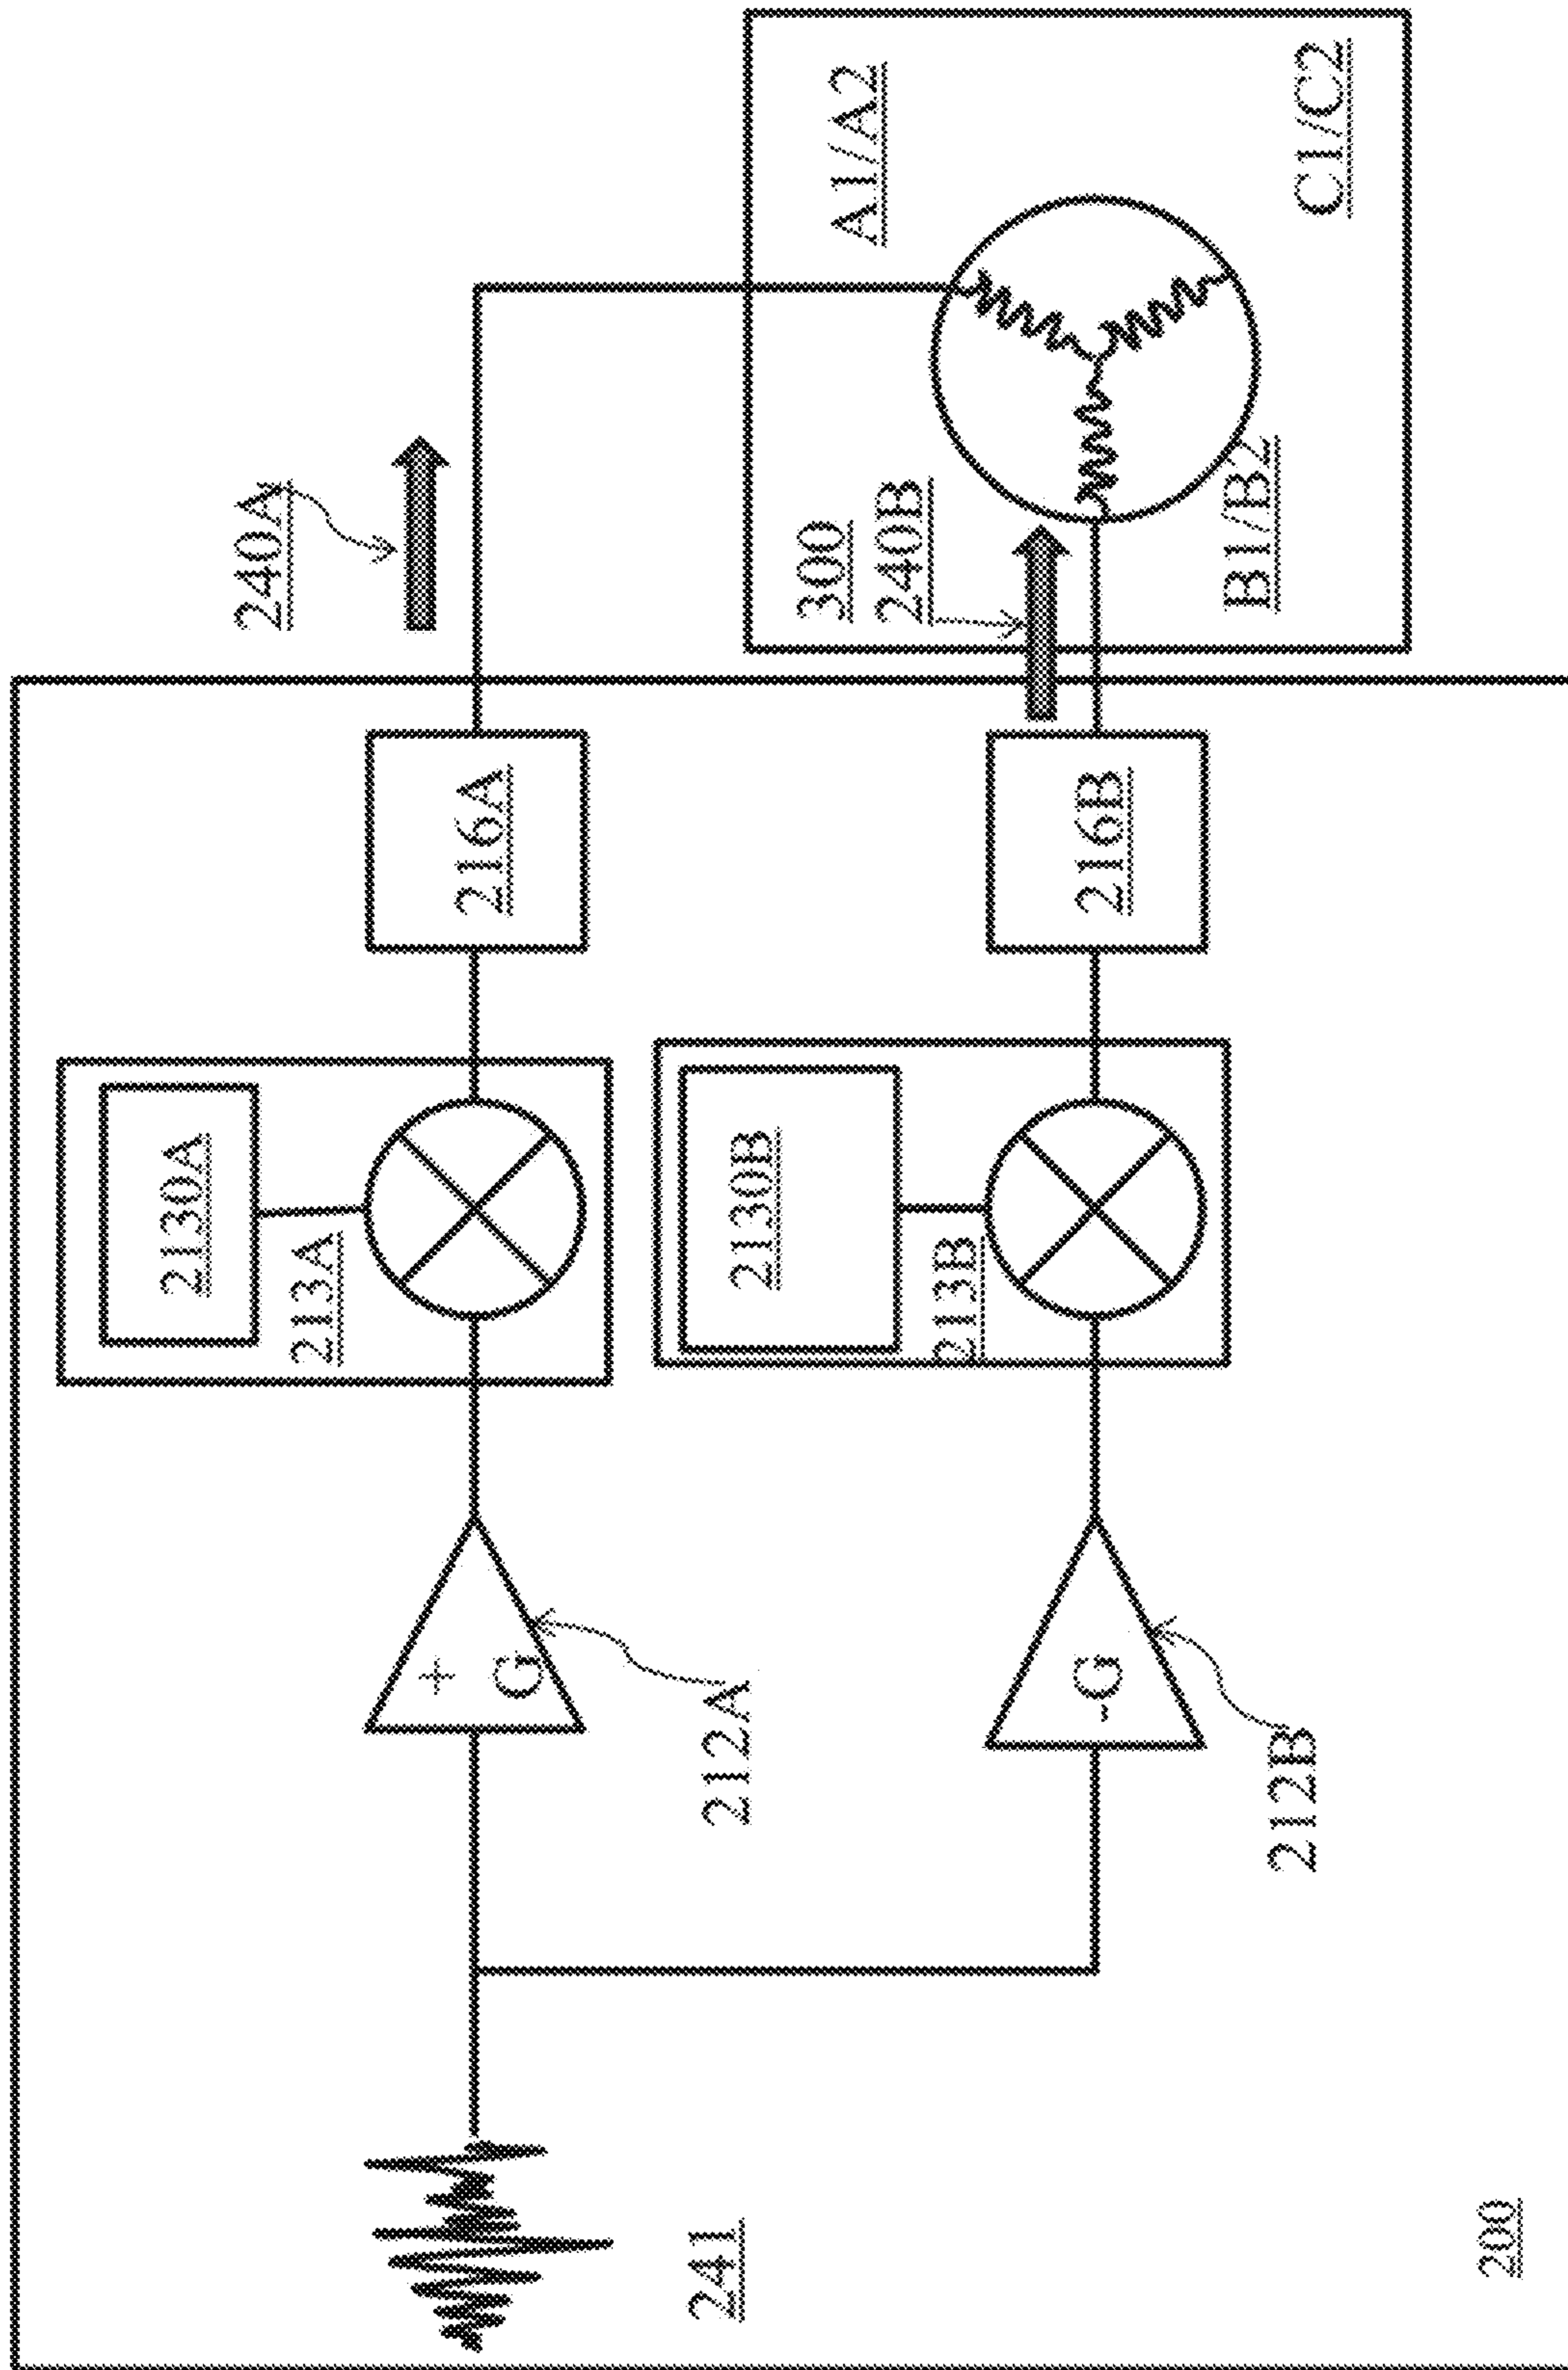 240A
A1/A2
300
240B
B1/B2
C1/C2
2130A
213A
216A
2130B
213B
216B
+
G
212A
-G
212B
241
200